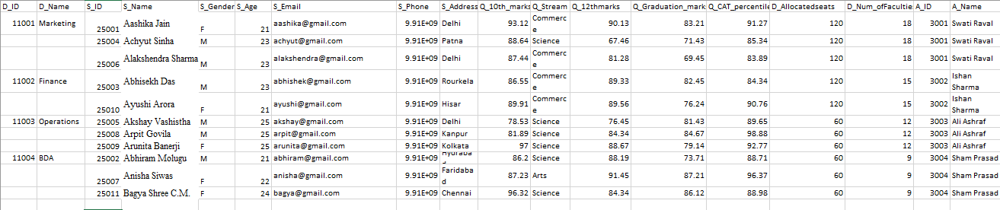 D_ID D_Name S_ID S_Name S_Gender S_Age S_Email S_Phone S_Address Q_10th_marks Q_Stream Q_12thmarks Q_Graduation_mark Q_CAT_percentile D_Allocatedseats D_Num_ofFacultie A_ID A_Name
11001 Marketing 25001 Aashika Jain F 21 aashika@gmail.com 9.91E+09 Delhi 93.12 Commerc e 90.13 83.21 91.27 120 18 3001 Swati Raval
25004 Achyut Sinha M 23 achyut@gmail.com 9.91E+09 Patna 88.64 Science 67.46 71.43 85.34 120 18 3001 Swati Raval
25006 Alakshendra Sharma M 23 alakshendra@gmail.com 9.91E+09 Delhi 87.44 Commerc e 81.28 69.45 83.89 120 18 3001 Swati Raval
11002 Finance 25003 Abhisekh Das M 23 abhishek@gmail.com 9.91E+09 Rourkela 86.55 Commerc e 89.33 82.45 84.34 120 15 3002 Ishan Sharma
25010 Ayushi Arora F 21 ayushi@gmail.com 9.91E+09 Hisar 89.91 Commerc e 89.56 76.24 90.76 120 15 3002 Ishan Sharma
11003 Operations 25005 Akshay Vashistha M 25 akshay@gmail.com 9.91E+09 Delhi 78.53 Science 76.45 81.43 89.65 60 12 3003 Ali Ashraf
25008 Arpit Govila M 25 arpit@gmail.com 9.91E+09 Kanpur 81.89 Science 84.34 84.67 98.88 60 12 3003 Ali Ashraf
25009 Arunita Banerji F 25 arunita@gmail.com 9.91E+09 Kolkata 97 Science 88.67 79.14 92.77 60 12 3003 Ali Ashraf
11004 BDA 25002 Abhiram Molugu M 21 abhiram@gmail.com 9.91E+09 86.2 Science 88.19 73.71 88.71 60 9 3004 Sham Prasad
25007 Anisha Siwas F 22 anisha@gmail.com 9.91E+09 Faridaba d 87.23 Arts 91.45 87.21 96.37 60 9 3004 Sham Prasad
25011 Bagya Shree C.M. F 24 bagya@gmail.com 9.91E+09 Chennai 96.32 Science 84.34 86.12 88.98 60 9 3004 Sham Prasad